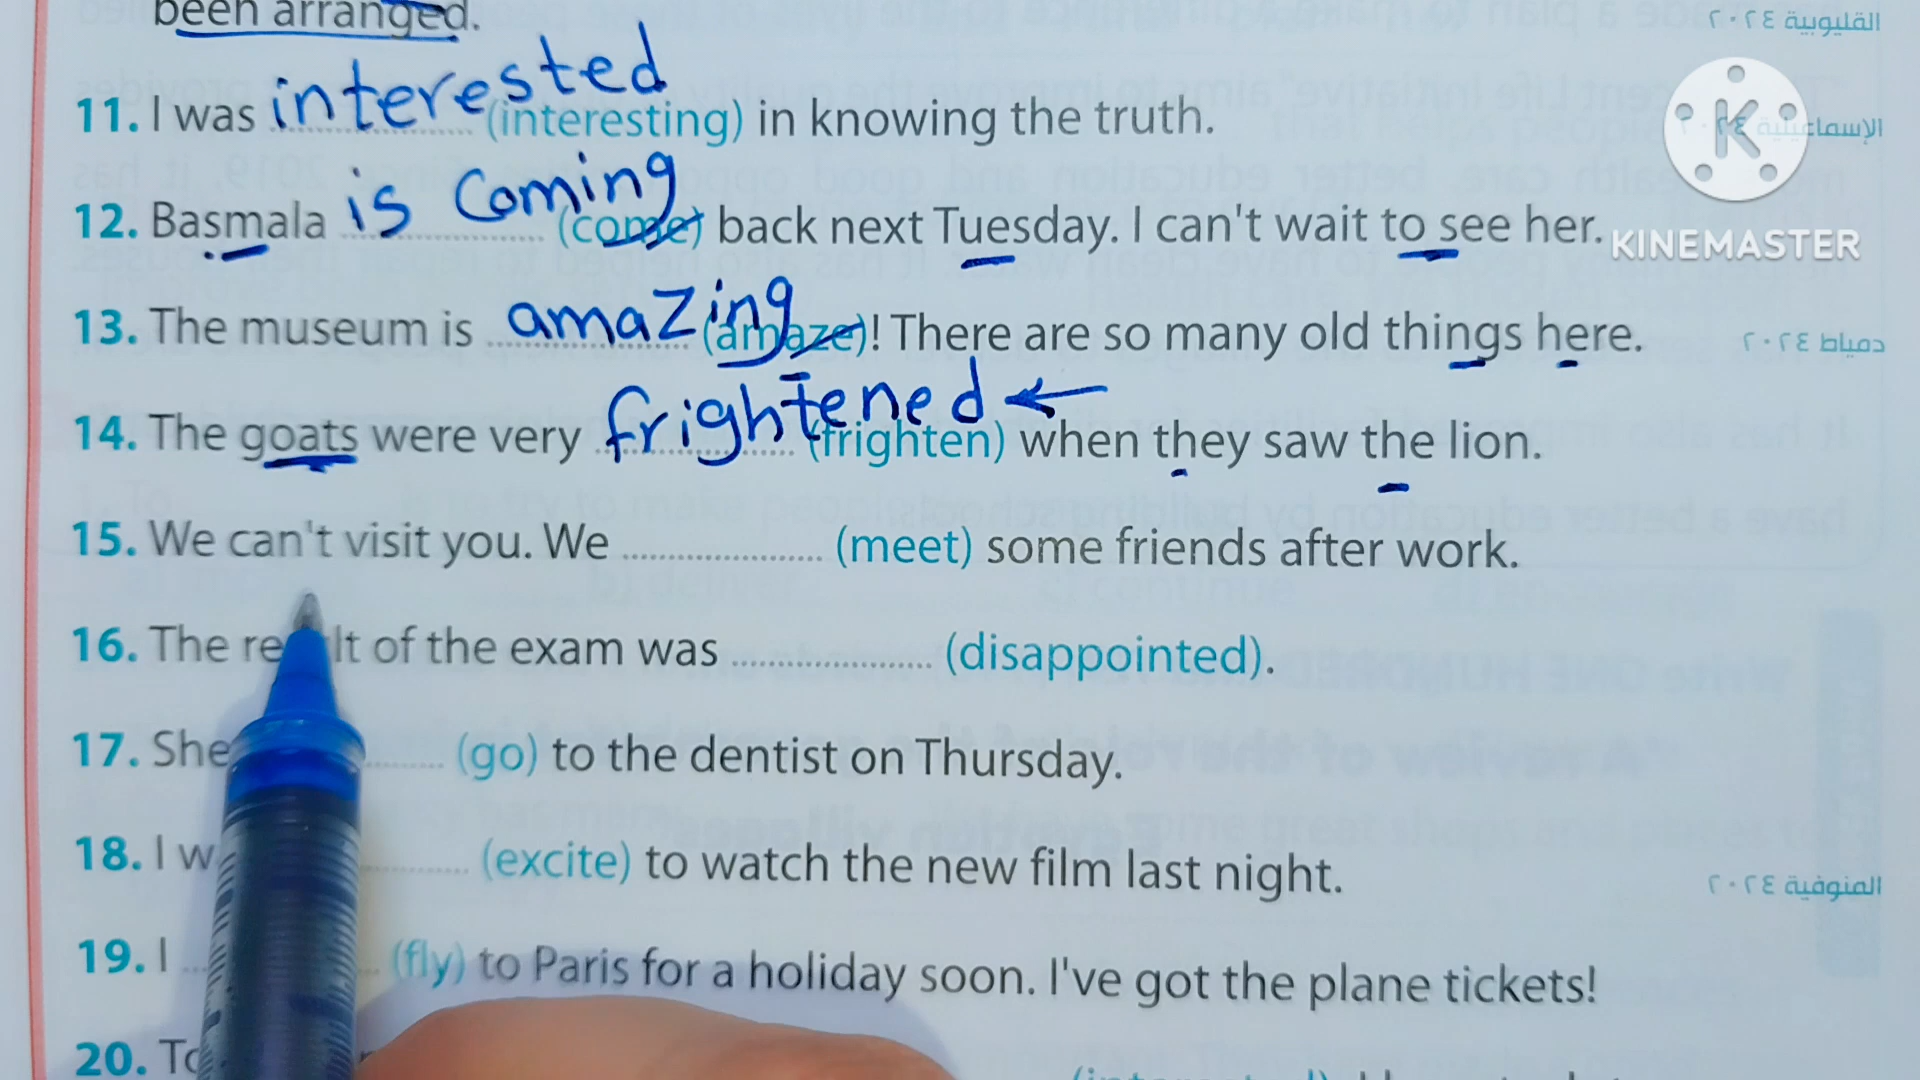 been arranged.
القليوبية ٢٠٢٤
11. I was interested (interesting) in knowing the truth.
الإسماعيلية
K
KINEMASTER
12. Basmala is coming (come) back next Tuesday. I can't wait to see her.
13. The museum is amazing (amaze)! There are so many old things here.
دمياط ٢٠٢٤
14. The goats were very frightened (frighten) when they saw the lion.
15. We can't visit you. We .................... (meet) some friends after work.
16. The of the exam was .................... (disappointed).
17. She ........ (go) to the dentist on Thursday.
18. I ........ (excite) to watch the new film last night.
المنوفية ٢٠٢٤
19. I ... (fly) to Paris for a holiday soon. I've got the plane tickets!
20.